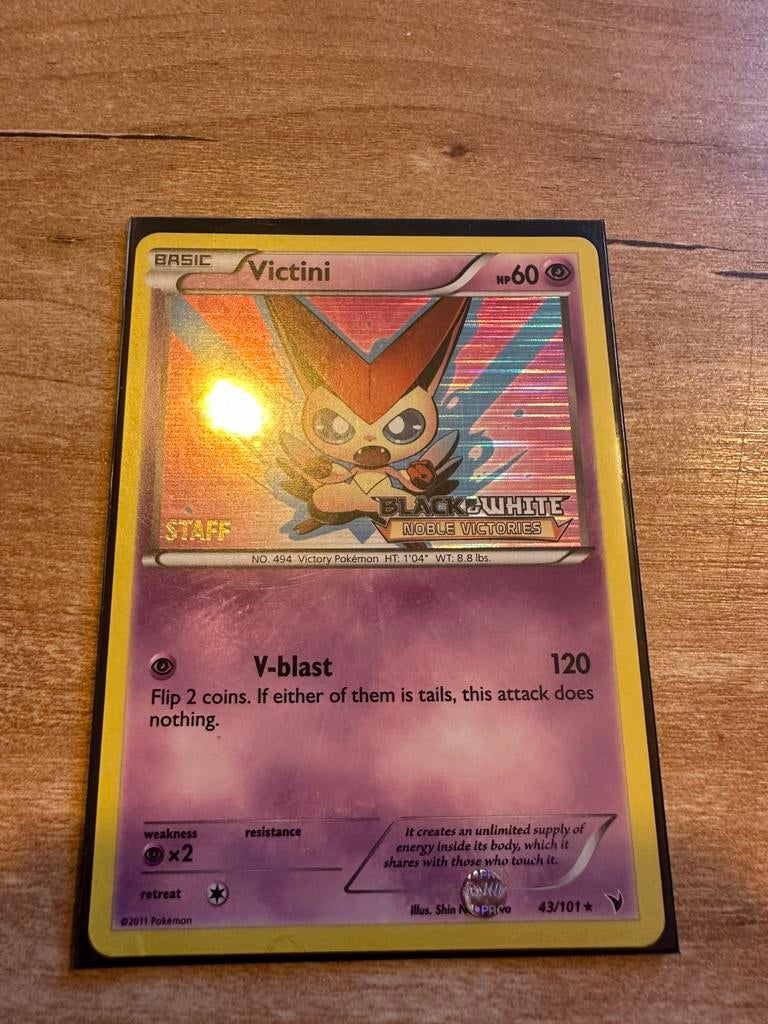 BASIC Victini HP60
STAFF
BLACK & WHITE
NOBLE VICTORIES
NO. 494 Victory Pokémon HT: 1'04" WT: 8.8 lbs.
V-blast 120
Flip 2 coins. If either of them is tails, this attack does
nothing.
weakness resistance
×2
It creates an unlimited supply of
energy inside its body, which it
shares with those who touch it.
retreat
Illus. Shin 43/101
©2011 Pokémon